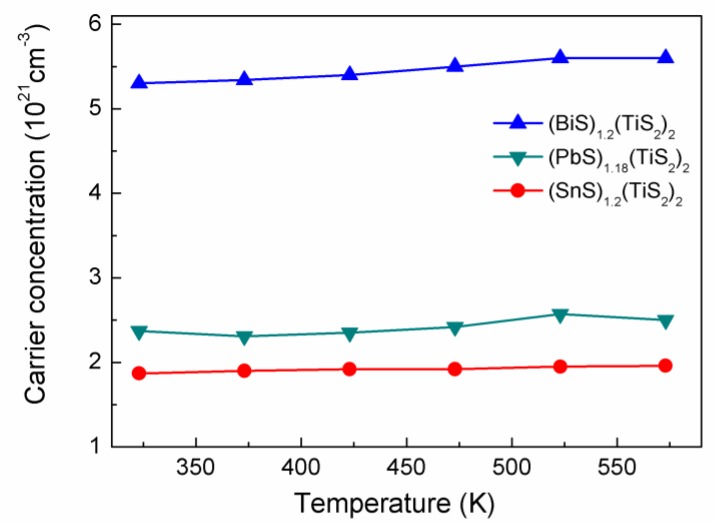 6
5
4
3
2
1
Carrier concentration (10²¹cm⁻³)
(BiS)₁.₂(TiS₂)₂
(PbS)₁.₁₈(TiS₂)₂
(SnS)₁.₂(TiS₂)₂
350 400 450 500 550
Temperature (K)